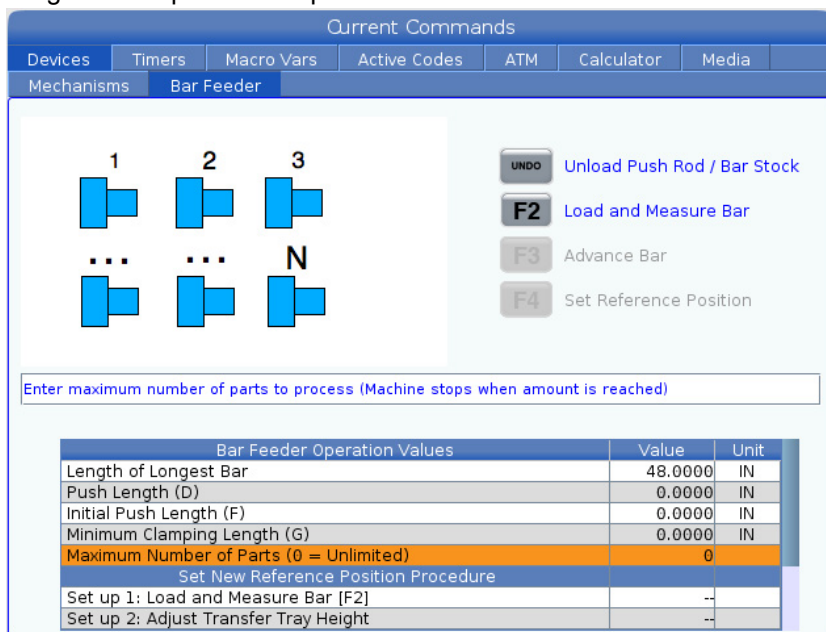 Current Commands
Devices Timers Macro Vars Active Codes ATM Calculator Media
Mechanisms Bar Feeder
1 2 3
... ... N
UNDO Unload Push Rod / Bar Stock
F2 Load and Measure Bar
F3 Advance Bar
F4 Set Reference Position
Enter maximum number of parts to process (Machine stops when amount is reached)
Bar Feeder Operation Values Value Unit
Length of Longest Bar 48.0000 IN
Push Length (D) 0.0000 IN
Initial Push Length (F) 0.0000 IN
Minimum Clamping Length (G) 0.0000 IN
Maximum Number of Parts (0 = Unlimited) 0
Set New Reference Position Procedure
Set up 1: Load and Measure Bar [F2] --
Set up 2: Adjust Transfer Tray Height --